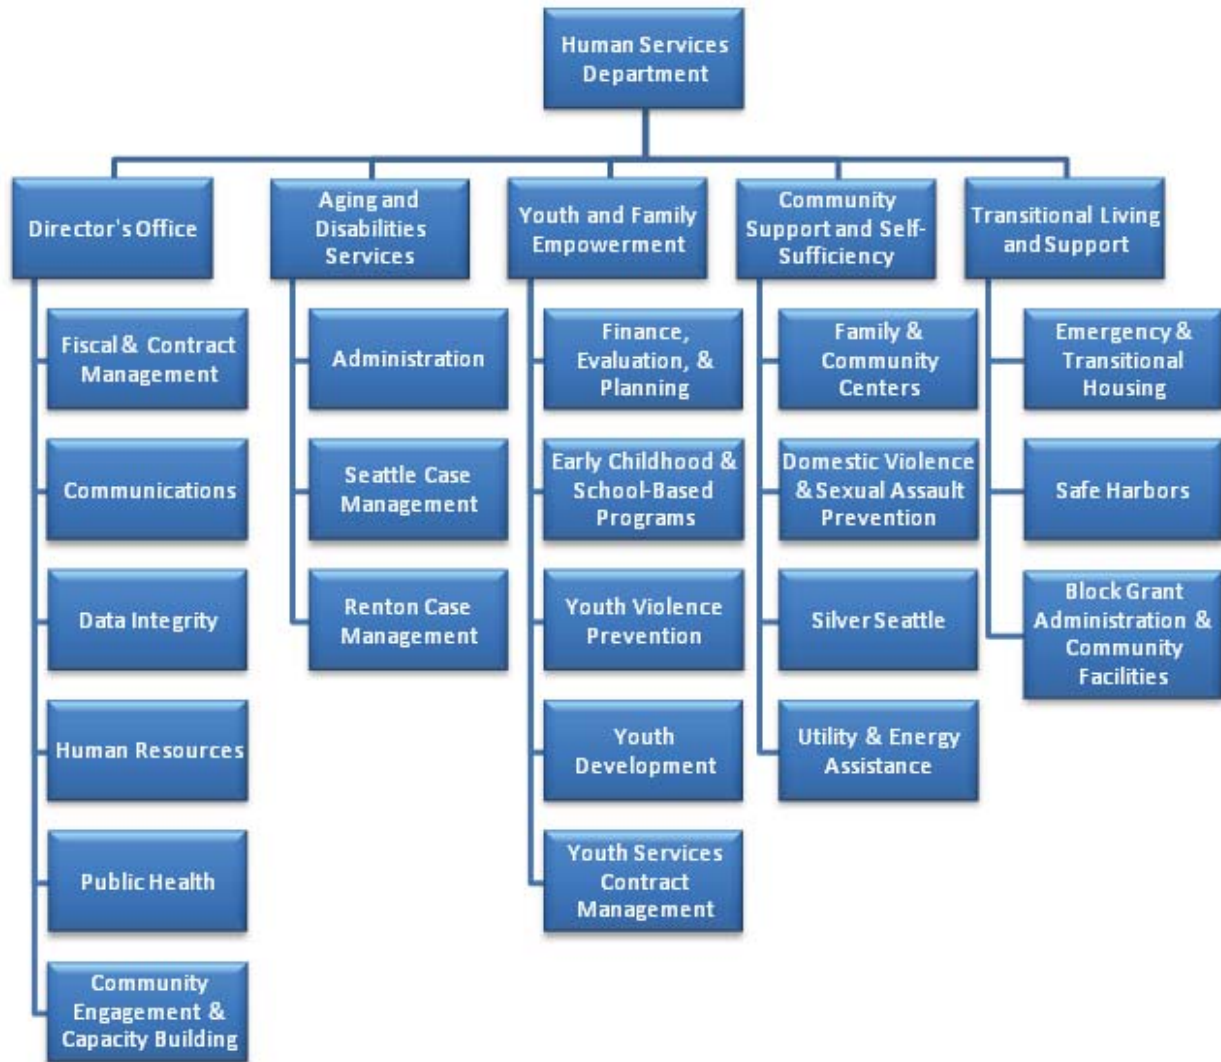 Human Services
Department
Director's Office
Aging and
Disabilities
Services
Youth and Family
Empowerment
Community
Support and Self-
Sufficiency
Transitional Living
and Support
Fiscal & Contract
Management
Communications
Data Integrity
Human Resources
Public Health
Community
Engagement &
Capacity Building
Administration
Seattle Case
Management
Renton Case
Management
Finance,
Evaluation, &
Planning
Early Childhood &
School-Based
Programs
Youth Violence
Prevention
Youth
Development
Youth Services
Contract
Management
Family &
Community
Centers
Domestic Violence
& Sexual Assault
Prevention
Silver Seattle
Utility & Energy
Assistance
Emergency &
Transitional
Housing
Safe Harbors
Block Grant
Administration &
Community
Facilities